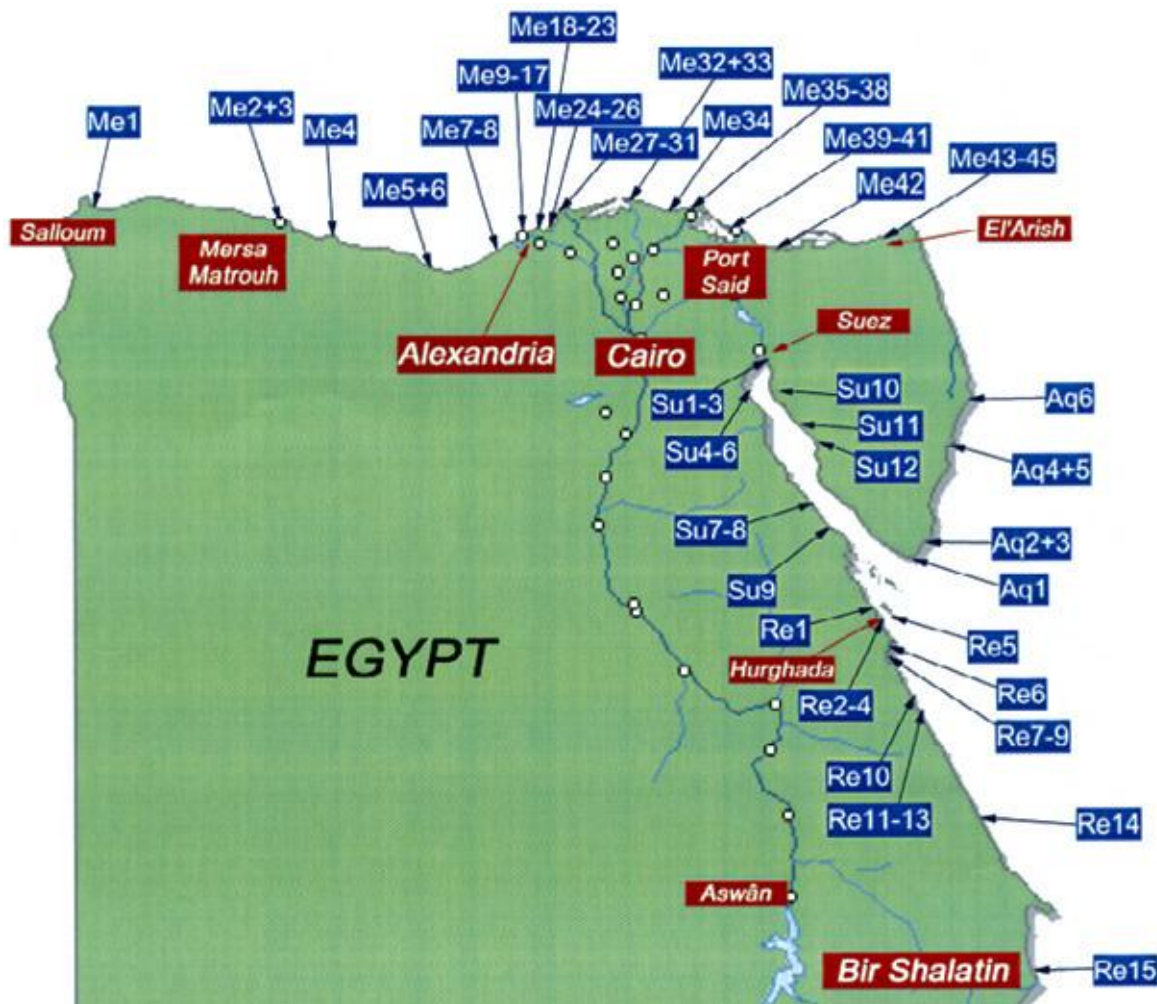 Me18-23
Me32+33
Me9-17
Me35-38
Me2+3
Me24-26
Me1
Me4
Me7-8
Me34
Me27-31
Me39-41
Me5+6
Me42
Me43-45
Salloum
Mersa
Matrouh
El'Arish
Port
Said
Suez
Alexandria
Cairo
Su1-3
Su10
Aq6
Su11
Su4-6
Su12
Aq4+5
Su7-8
Aq2+3
Su9
Aq1
Re1
Re5
EGYPT
Hurghada
Re6
Re2-4
Re7-9
Re10
Re11-13
Re14
Aswân
Bir Shalatin
Re15